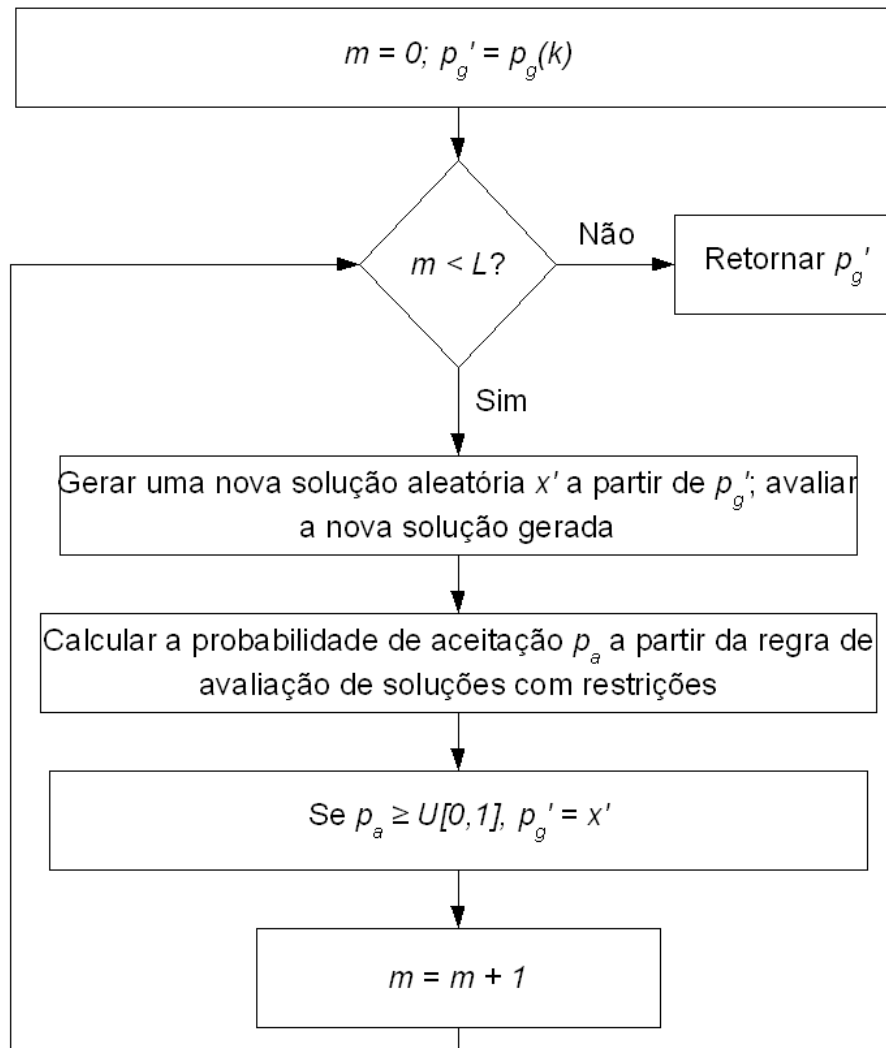 m = 0; p_g' = p_g(k)
m < L?
Não
Retornar p_g'
Sim
Gerar uma nova solução aleatória x' a partir de p_g'; avaliar
a nova solução gerada
Calcular a probabilidade de aceitação p_a a partir da regra de
avaliação de soluções com restrições
Se p_a ≥ U[0,1], p_g' = x'
m = m + 1